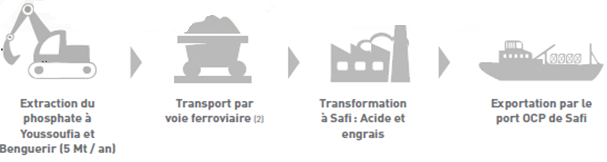 Extraction du
phosphate à
Youssoufia et
Benguerir (5 Mt / an)
Transport par
voie ferroviaire (2)
Transformation
à Safi : Acide et
engrais
Exportation par le
port OCP de Safi